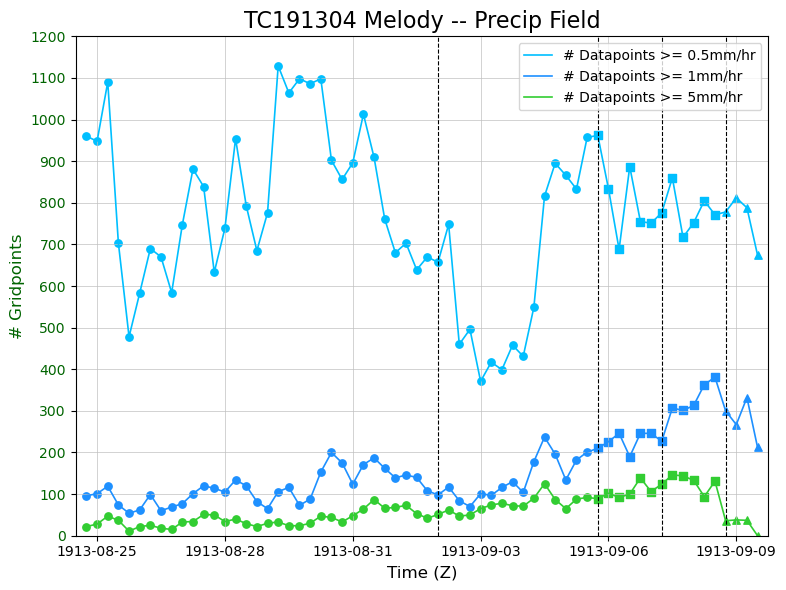 TC191304 Melody -- Precip Field
# Datapoints >= 0.5mm/hr
# Datapoints >= 1mm/hr
# Datapoints >= 5mm/hr
# Gridpoints
1200
1100
1000
900
800
700
600
500
400
300
200
100
0
1913-08-25 1913-08-28 1913-08-31 1913-09-03 1913-09-06 1913-09-09
Time (Z)